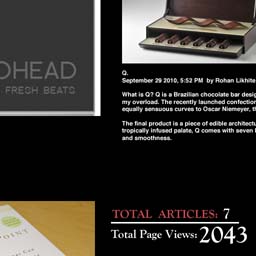 OHEAD
FRESH BEATS
Q.
September 29 2010, 5:52 PM by Rohan Likhite
What is Q? Q is a Brazilian chocolate bar desig
my overload. The recently launched confection
equally sensuous curves to Oscar Niemeyer, th
The final product is a piece of edible architectu
tropically infused palate, Q comes with seven b
and smoothness.
POINT
TOTAL ARTICLES: 7
Total Page Views: 2043